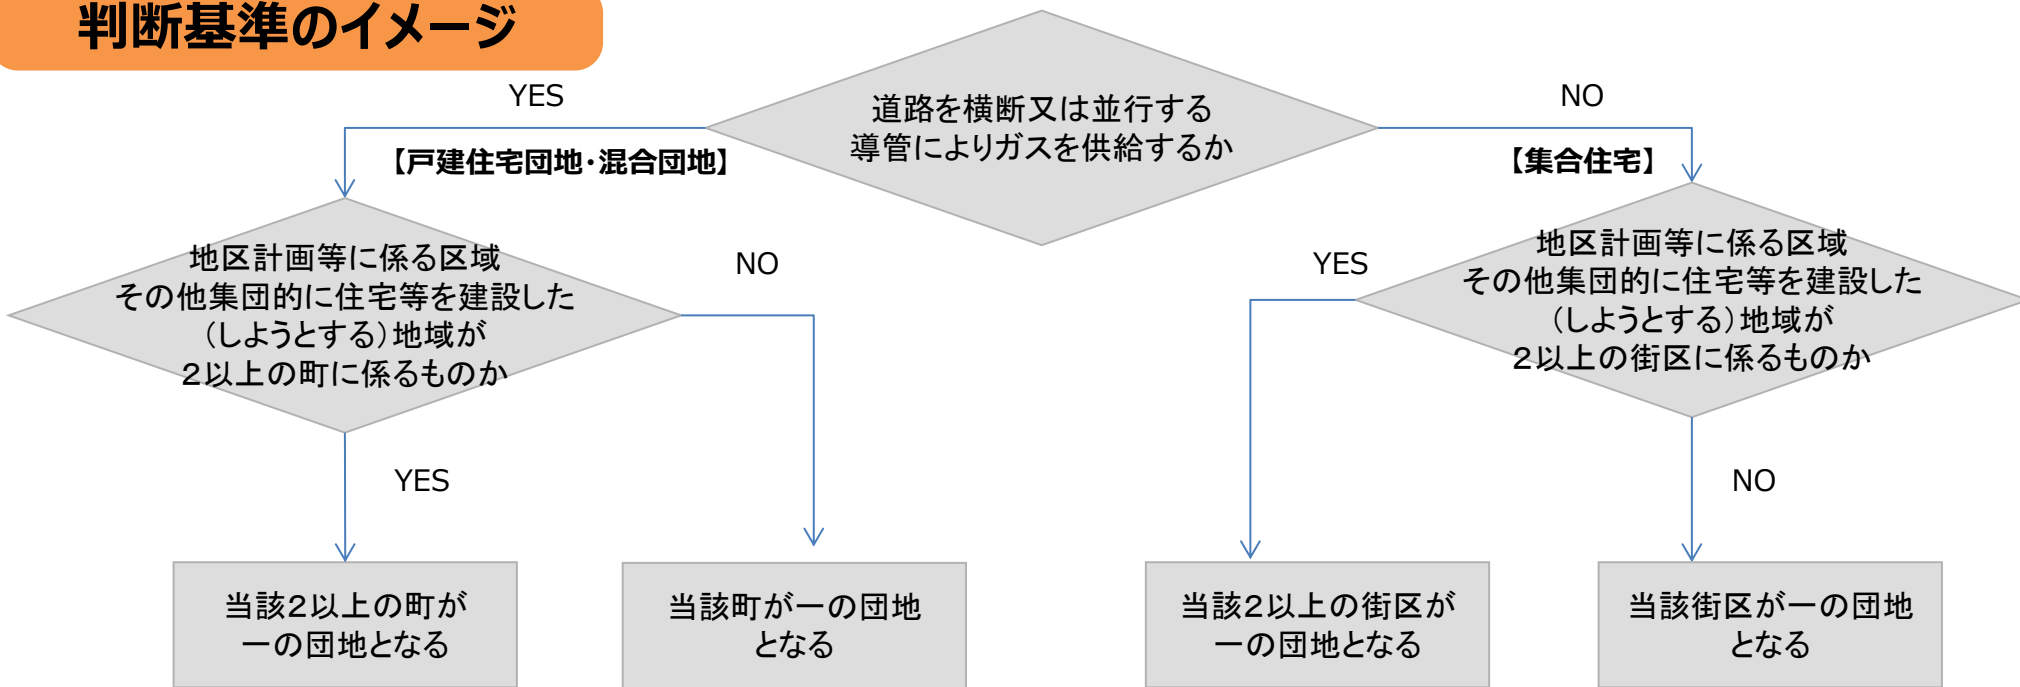 判断基準のイメージ
道路を横断又は並行する
導管によりガスを供給するか
YES
【戸建住宅団地・混合団地】
NO
【集合住宅】
地区計画等に係る区域
その他集団的に住宅等を建設した
（しようとする）地域が
２以上の町に係るものか
NO
YES
地区計画等に係る区域
その他集団的に住宅等を建設した
（しようとする）地域が
２以上の街区に係るものか
YES
NO
当該２以上の町が
一の団地となる
当該町が一の団地
となる
当該２以上の街区が
一の団地となる
当該街区が一の団地
となる